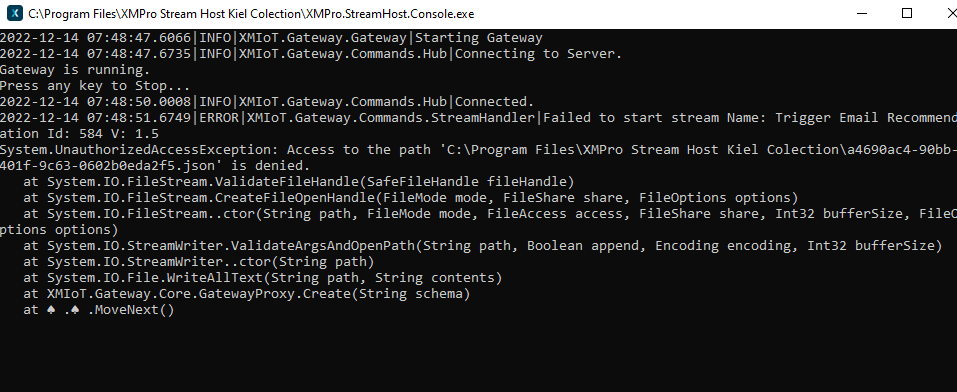 C:\Program Files\XMPro Stream Host Kiel Colection\XMPro.StreamHost.Console.exe
2022-12-14 07:48:47.6066|INFO|XMIoT.Gateway.Gateway|Starting Gateway
2022-12-14 07:48:47.6735|INFO|XMIoT.Gateway.Commands.Hub|Connecting to Server.
Gateway is running.
Press any key to Stop...
2022-12-14 07:48:50.0008|INFO|XMIoT.Gateway.Commands.Hub|Connected.
2022-12-14 07:48:51.6749|ERROR|XMIoT.Gateway.Commands.StreamHandler|Failed to start stream Name: Trigger Email Recommend
ation Id: 584 V: 1.5
System.UnauthorizedAccessException: Access to the path 'C:\Program Files\XMPro Stream Host Kiel Colection\a4690ac4-90bb-
401f-9c63-0602b0eda2f5.json' is denied.
   at System.IO.FileStream.ValidateFileHandle(SafeFileHandle fileHandle)
   at System.IO.FileStream.CreateFileOpenHandle(FileMode mode, FileShare share, FileOptions options)
   at System.IO.FileStream..ctor(String path, FileMode mode, FileAccess access, FileShare share, Int32 bufferSize, FileO
ptions options)
   at System.IO.StreamWriter.ValidateArgsAndOpenPath(String path, Boolean append, Encoding encoding, Int32 bufferSize)
   at System.IO.StreamWriter..ctor(String path)
   at System.IO.File.WriteAllText(String path, String contents)
   at XMIoT.Gateway.Core.GatewayProxy.Create(String schema)
   at ♠ .♠ .MoveNext()